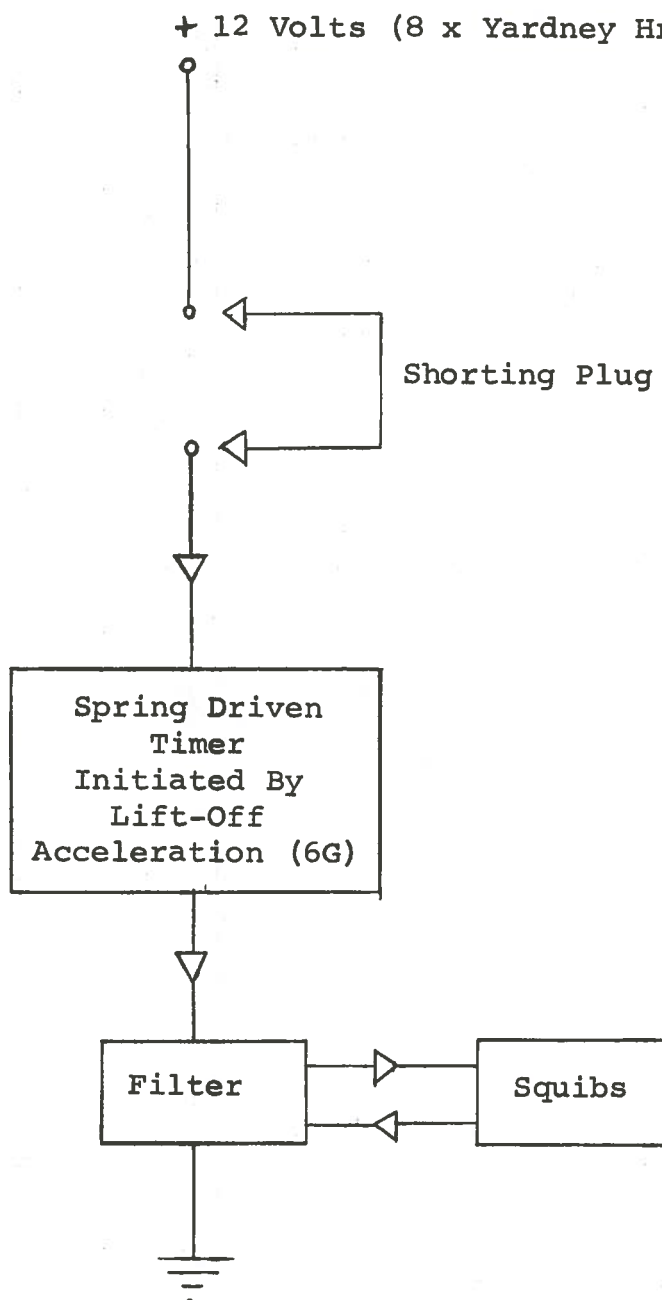 + 12 Volts (8 x Yardney
Shorting Plug
Spring Driven
Timer
Initiated By
Lift-Off
Acceleration (6G)
Filter
Squibs